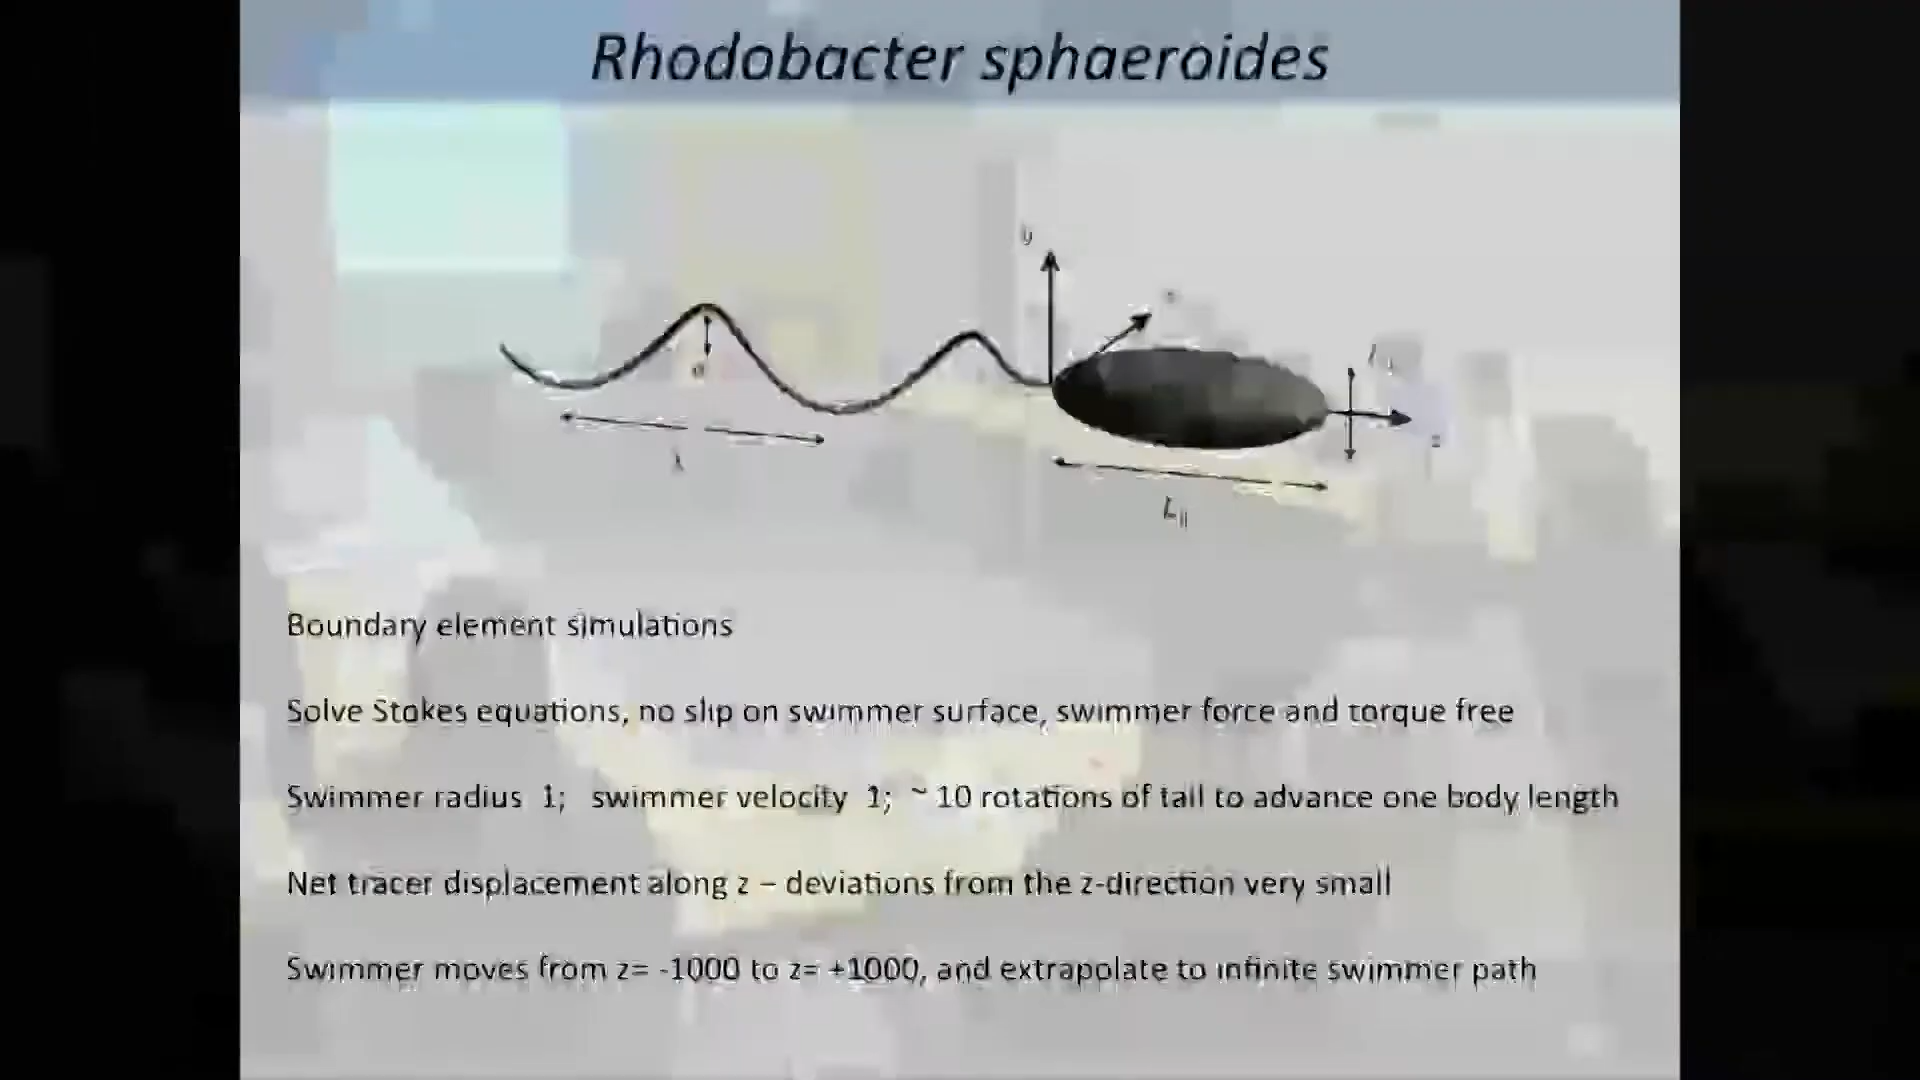 Rhodobacter sphaeroides
y
λ
L||
z
Boundary element simulations
Solve Stokes equations, no slip on swimmer surface, swimmer force and torque free
Swimmer radius 1; swimmer velocity 1; ~ 10 rotations of tail to advance one body length
Net tracer displacement along z – deviations from the z-direction very small
Swimmer moves from z= -1000 to z= +1000, and extrapolate to infinite swimmer path